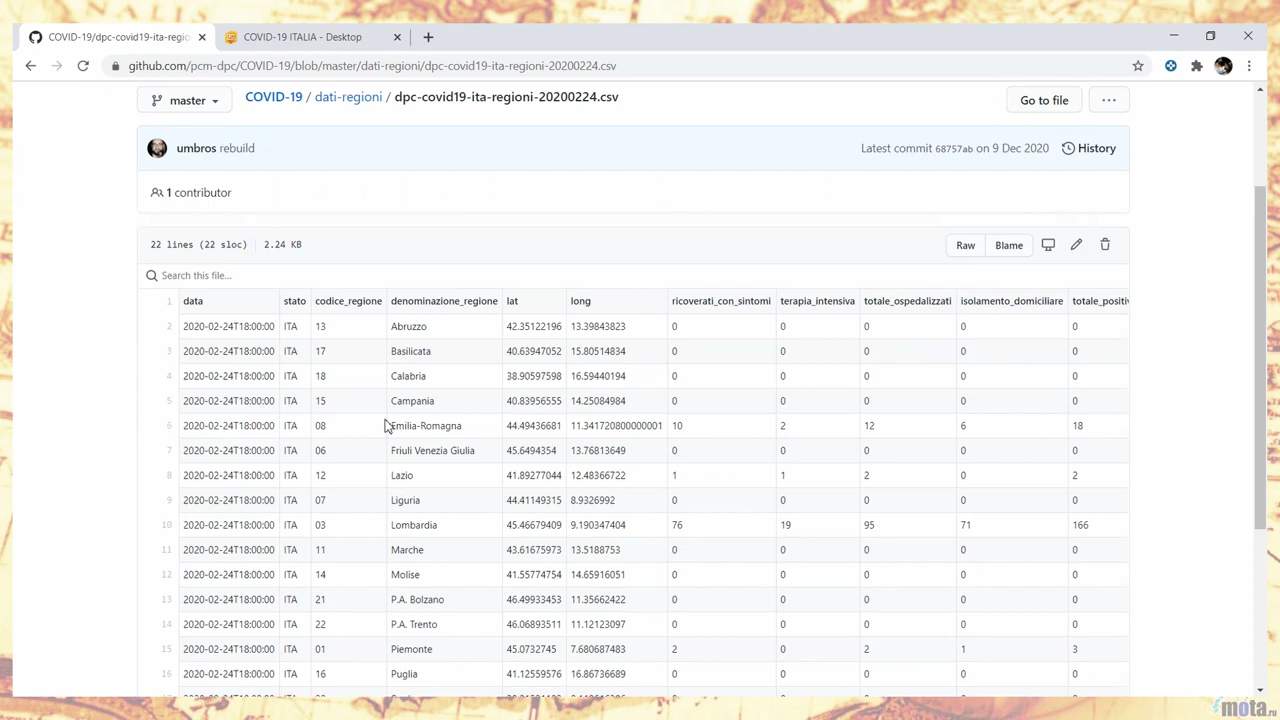 COVID-19/dpc-covid19-ita-regio COVID-19 ITALIA - Desktop
github.com/pcm-dpc/COVID-19/blob/master/dati-regioni/dpc-covid19-ita-regioni-20200224.csv
master COVID-19 / dati-regioni / dpc-covid19-ita-regioni-20200224.csv Go to file ...
umbros rebuild Latest commit 68757ab on 9 Dec 2020 History
1 contributor
22 lines (22 sloc) 2.24 KB Raw Blame
Search this file...
1 data stato codice_regione denominazione_regione lat long ricoverati_con_sintomi terapia_intensiva totale_ospedalizzati isolamento_domiciliare totale_positiv
2 2020-02-24T18:00:00 ITA 13 Abruzzo 42.35122196 13.39843823 0 0 0 0 0
3 2020-02-24T18:00:00 ITA 17 Basilicata 40.63947052 15.80514834 0 0 0 0 0
4 2020-02-24T18:00:00 ITA 18 Calabria 38.90597598 16.59440194 0 0 0 0 0
5 2020-02-24T18:00:00 ITA 15 Campania 40.83956555 14.25084984 0 0 0 0 0
6 2020-02-24T18:00:00 ITA 08 Emilia-Romagna 44.49436681 11.341720800000001 10 2 12 6 18
7 2020-02-24T18:00:00 ITA 06 Friuli Venezia Giulia 45.6494354 13.76813649 0 0 0 0 0
8 2020-02-24T18:00:00 ITA 12 Lazio 41.89277044 12.48366722 1 1 2 0 2
9 2020-02-24T18:00:00 ITA 07 Liguria 44.41149315 8.9326992 0 0 0 0 0
10 2020-02-24T18:00:00 ITA 03 Lombardia 45.46679409 9.190347404 76 19 95 71 166
11 2020-02-24T18:00:00 ITA 11 Marche 43.61675973 13.5188753 0 0 0 0 0
12 2020-02-24T18:00:00 ITA 14 Molise 41.55774754 14.65916051 0 0 0 0 0
13 2020-02-24T18:00:00 ITA 21 P.A. Bolzano 46.49933453 11.35662422 0 0 0 0 0
14 2020-02-24T18:00:00 ITA 22 P.A. Trento 46.06893511 11.12123097 0 0 0 0 0
15 2020-02-24T18:00:00 ITA 01 Piemonte 45.0732745 7.680687483 2 0 2 1 3
16 2020-02-24T18:00:00 ITA 16 Puglia 41.12559576 16.86736689 0 0 0 0 0
mota.ru